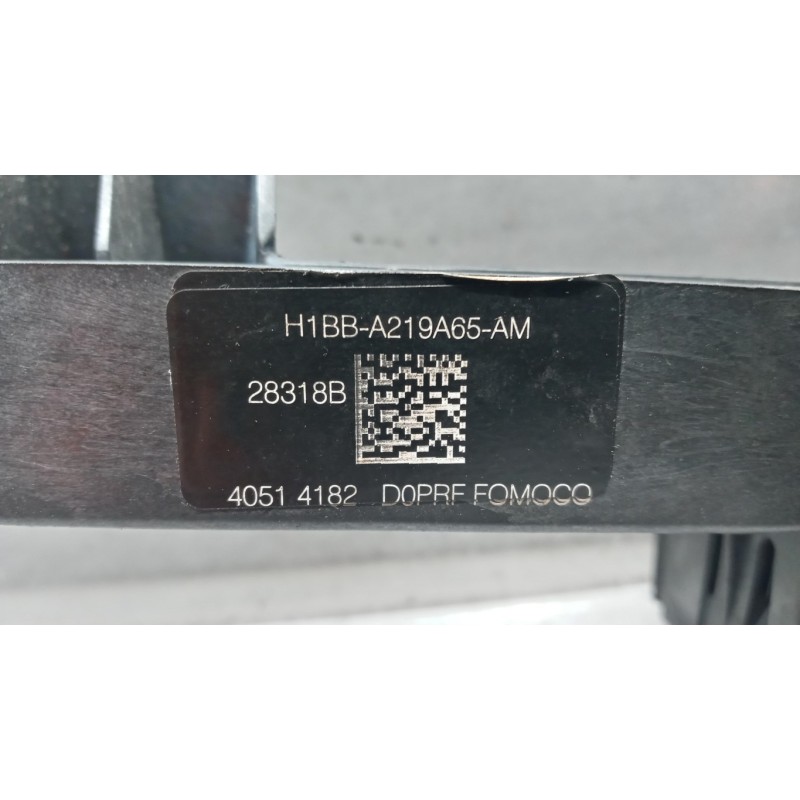 H1BB-A219A65-AM
28318B
4051 4182 D0PRF FOMOCO